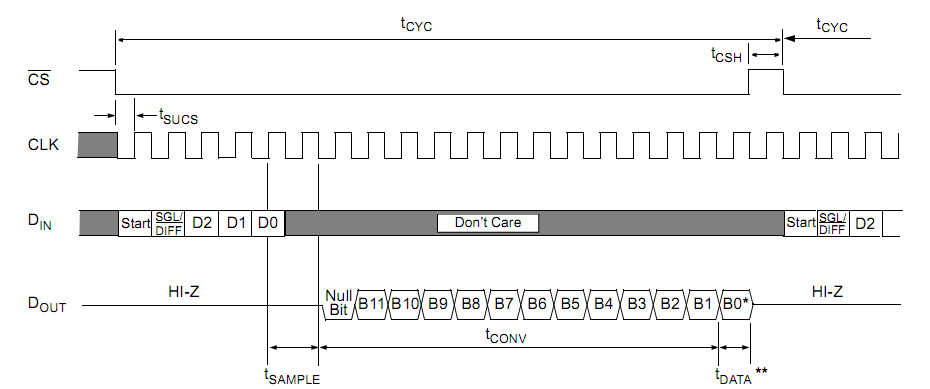 tCYC
tCYC
tCSH
CS
tSUCS
CLK
DIN
Start
SGL/
DIFF
D2
D1
D0
Don't Care
Start
SGL/
DIFF
D2
DOUT
HI-Z
Null
Bit
B11
B10
B9
B8
B7
B6
B5
B4
B3
B2
B1
B0*
HI-Z
tCONV
tSAMPLE
tDATA **